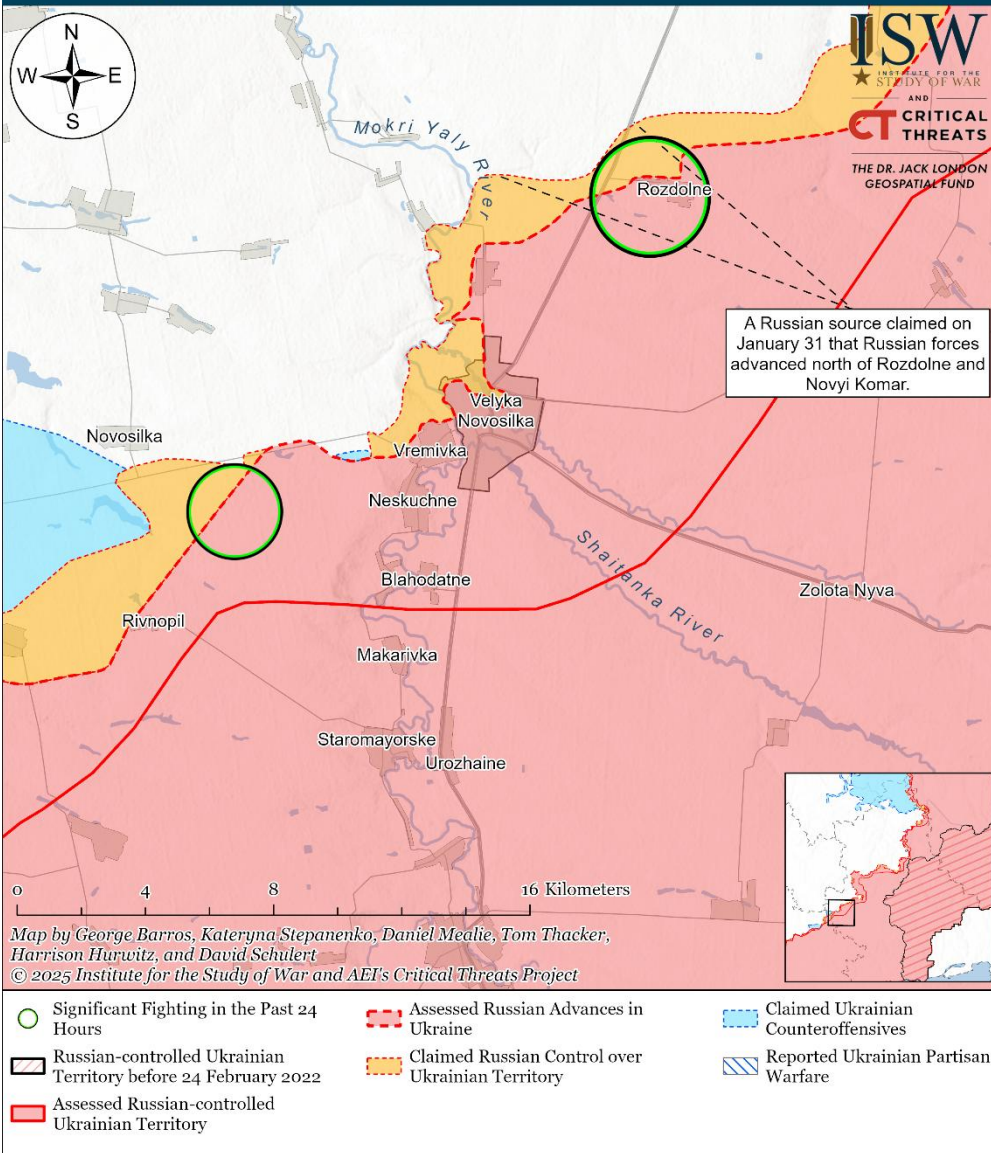 N
W E
S
ISW
INSTITUTE FOR THE
STUDY OF WAR
AND
CT CRITICAL
THREATS
THE DR. JACK LONDON
GEOSPATIAL FUND
Mokri Yaly River
Rozdolne
A Russian source claimed on
January 31 that Russian forces
advanced north of Rozdolne and
Novyi Komar.
Velyka
Novosilka
Novosilka
Vremivka
Neskuchne
Shaitanka River
Blahodatne
Zolota Nyva
Rivnopil
Makarivka
Staromayorske
Urozhaine
0 4 8 16 Kilometers
Map by George Barros, Kateryna Stepanenko, Daniel Mealie, Tom Thacker,
Harrison Hurwitz, and David Schulert
© 2025 Institute for the Study of War and AEI's Critical Threats Project
Significant Fighting in the Past 24
Hours
Russian-controlled Ukrainian
Territory before 24 February 2022
Assessed Russian-controlled
Ukrainian Territory
Assessed Russian Advances in
Ukraine
Claimed Russian Control over
Ukrainian Territory
Claimed Ukrainian
Counteroffensives
Reported Ukrainian Partisan
Warfare